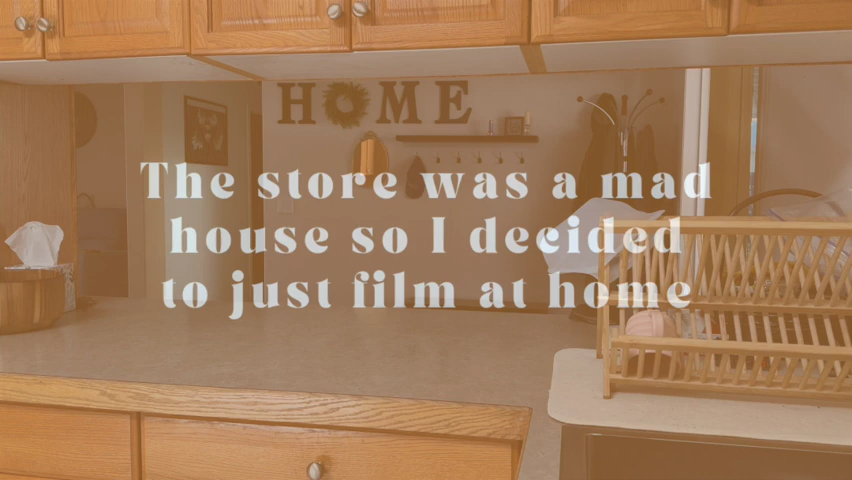 HOME
The store was a mad
house so I decided
to just film at home